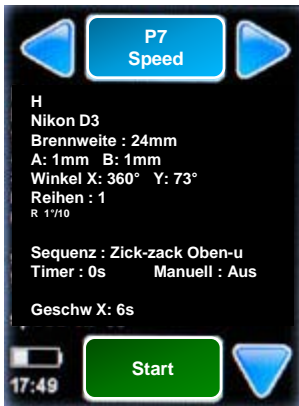 P7
Speed
H
Nikon D3
Brennweite : 24mm
A: 1mm B: 1mm
Winkel X: 360° Y: 73°
Reihen : 1
R 1°/10
Sequenz : Zick-zack Oben-u
Timer : 0s Manuell : Aus
Geschw X: 6s
Start
17:49